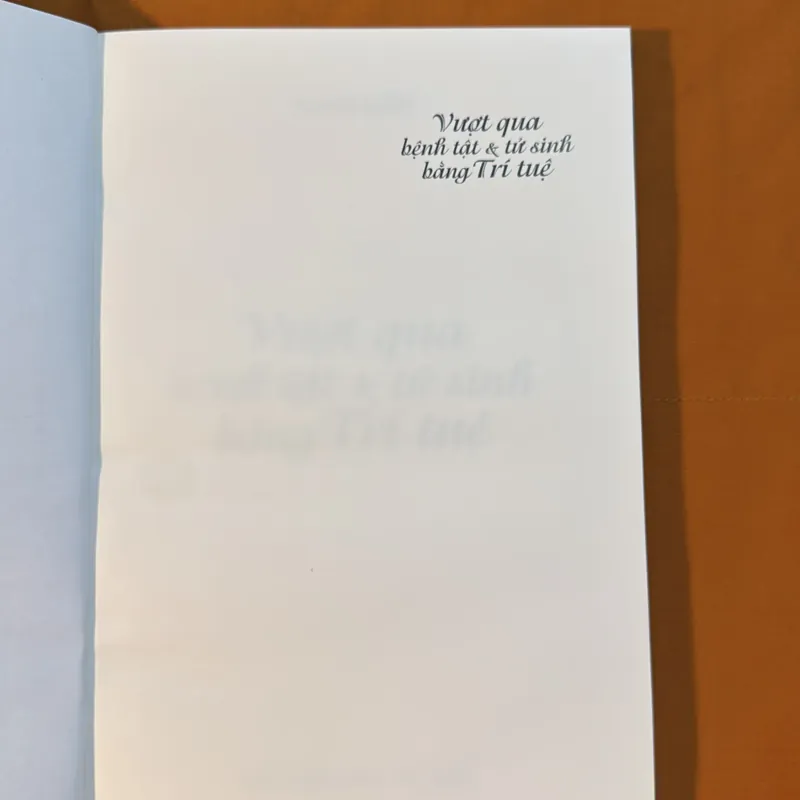 Vượt qua
bệnh tật & tử sinh
bằng Trí tuệ